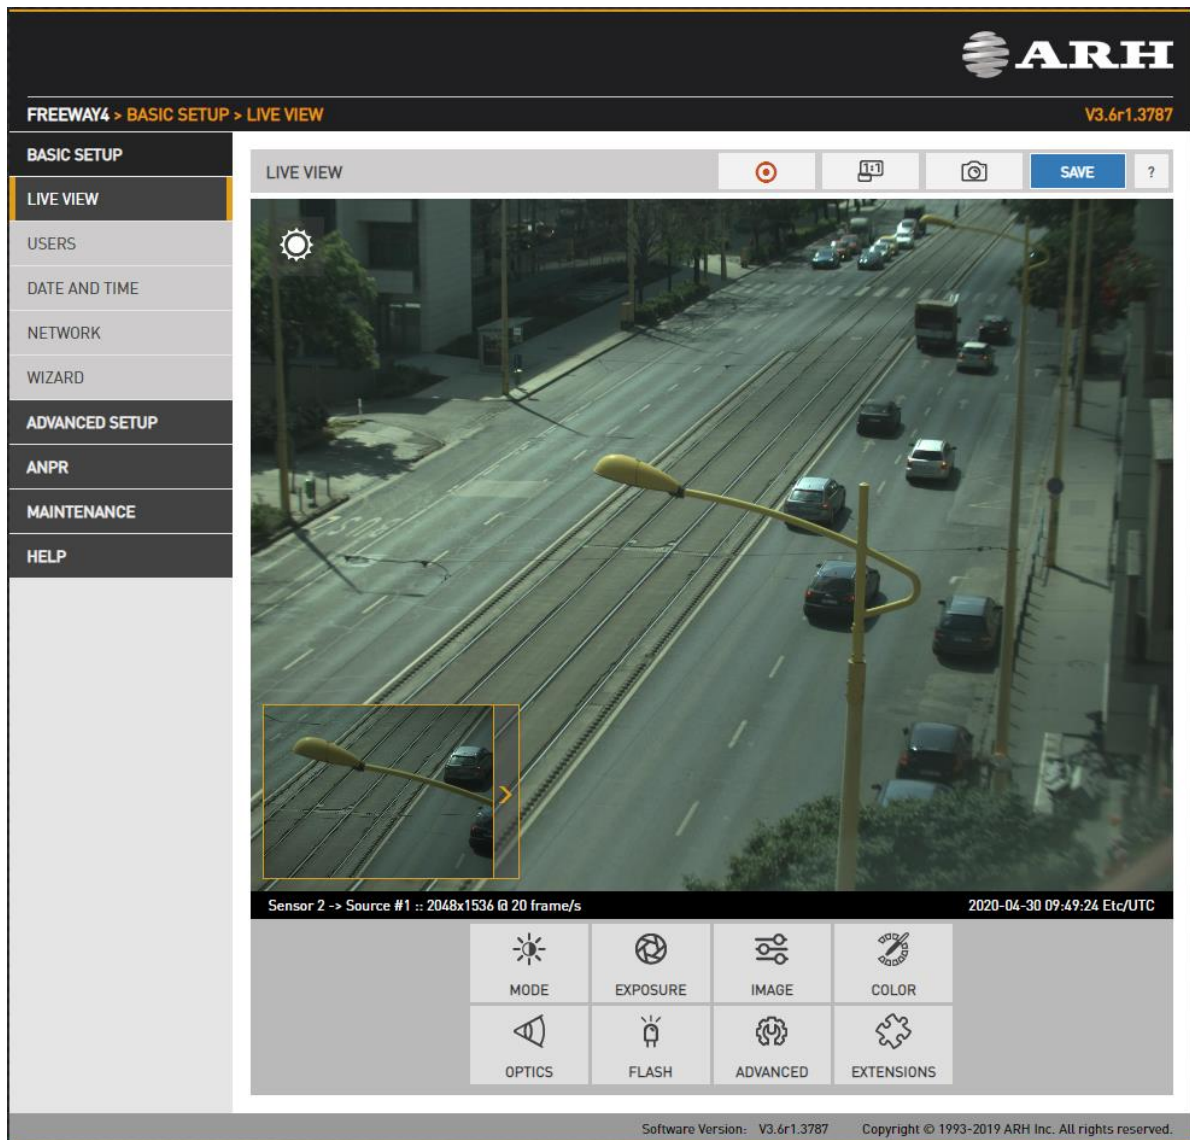 ARH
FREEWAY4 > BASIC SETUP > LIVE VIEW V3.6r1.3787
BASIC SETUP
LIVE VIEW
USERS
DATE AND TIME
NETWORK
WIZARD
ADVANCED SETUP
ANPR
MAINTENANCE
HELP
LIVE VIEW 1:1 SAVE ?
BUS
Sensor 2 -> Source #1 :: 2048x1536 @ 20 frame/s 2020-04-30 09:49:24 Etc/UTC
MODE EXPOSURE IMAGE COLOR
OPTICS FLASH ADVANCED EXTENSIONS
Software Version: V3.6r1.3787 Copyright © 1993-2019 ARH Inc. All rights reserved.